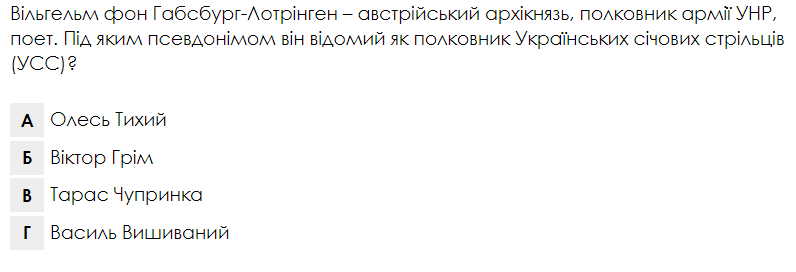 Вільгельм фон Габсбург-Лотрінген – австрійський архікнязь, полковник армії УНР,
поет. Під яким псевдонімом він відомий як полковник Українських січових стрільців
(УСС)?
А Олесь Тихий
Б Віктор Грім
В Тарас Чупринка
Г Василь Вишиваний